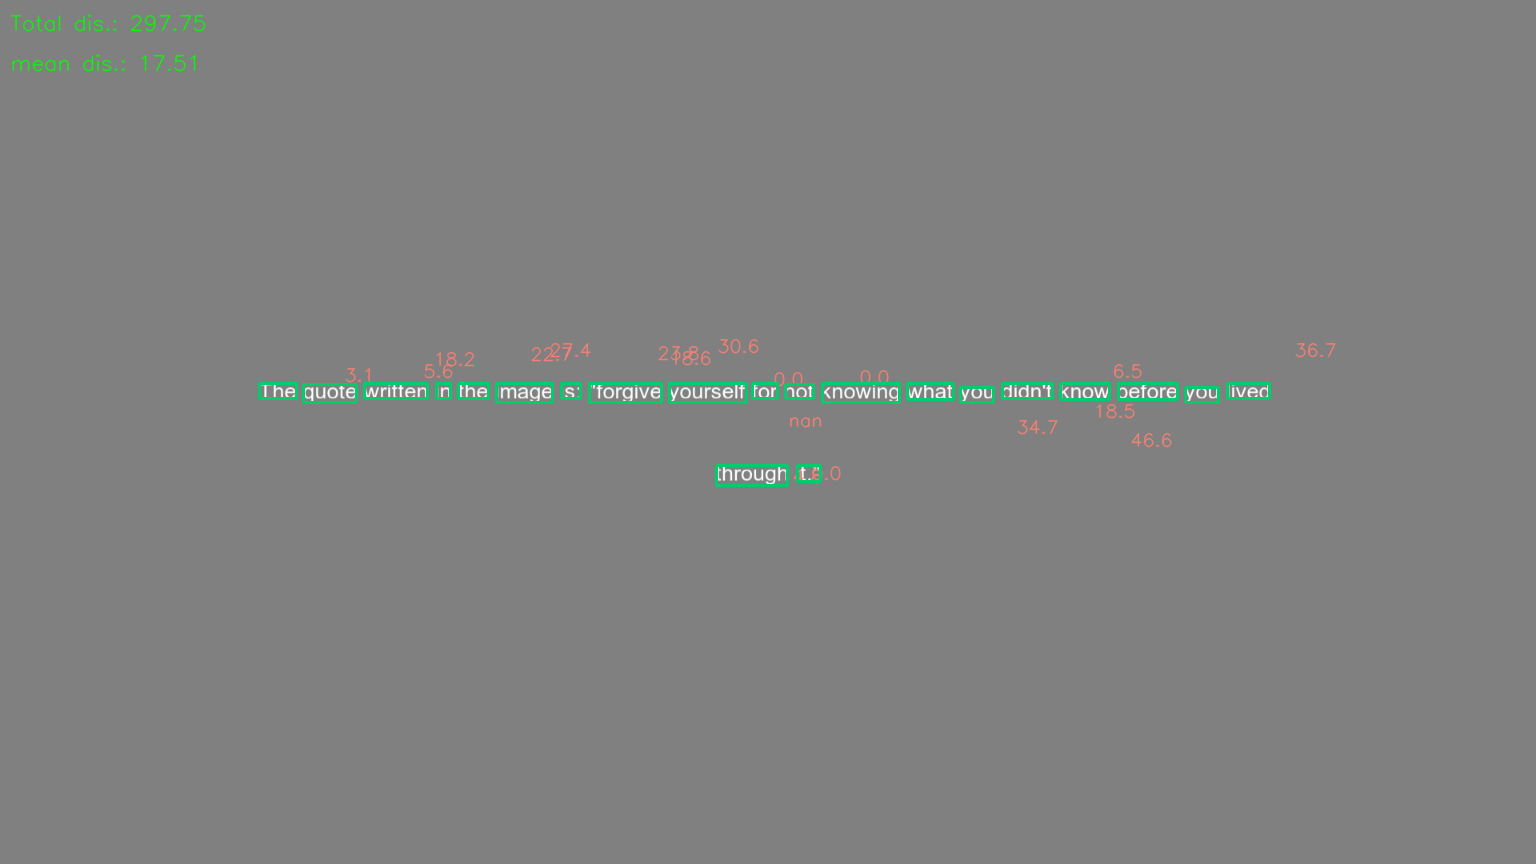 Total dis.: 297.75
mean dis.: 17.51
3.1 5.6 18.2 22.7 27.4 23.8 18.6 30.6 0.0 0.0 6.5 36.7
The quote written in the image is: "forgive yourself for not knowing what you didn't know before you lived
nan 34.7 18.5 46.6
through it."